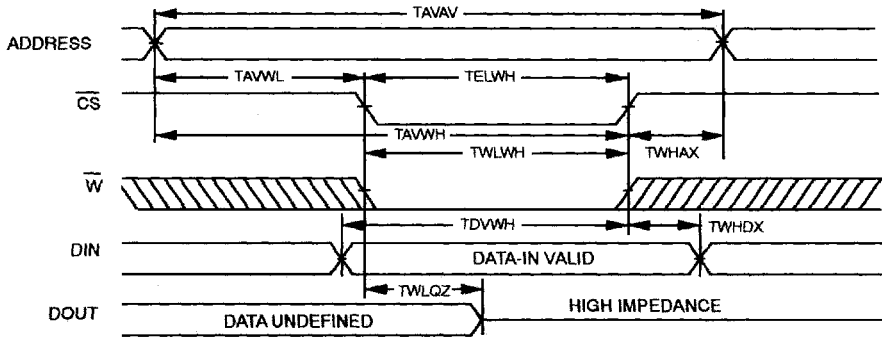 TAVAV
ADDRESS
TAVWL
TELWH
CS
TAVWH
TWLWH
TWHAX
W
TDVWH
TWHDX
DIN
DATA-IN VALID
TWLQZ
HIGH IMPEDANCE
DOUT
DATA UNDEFINED